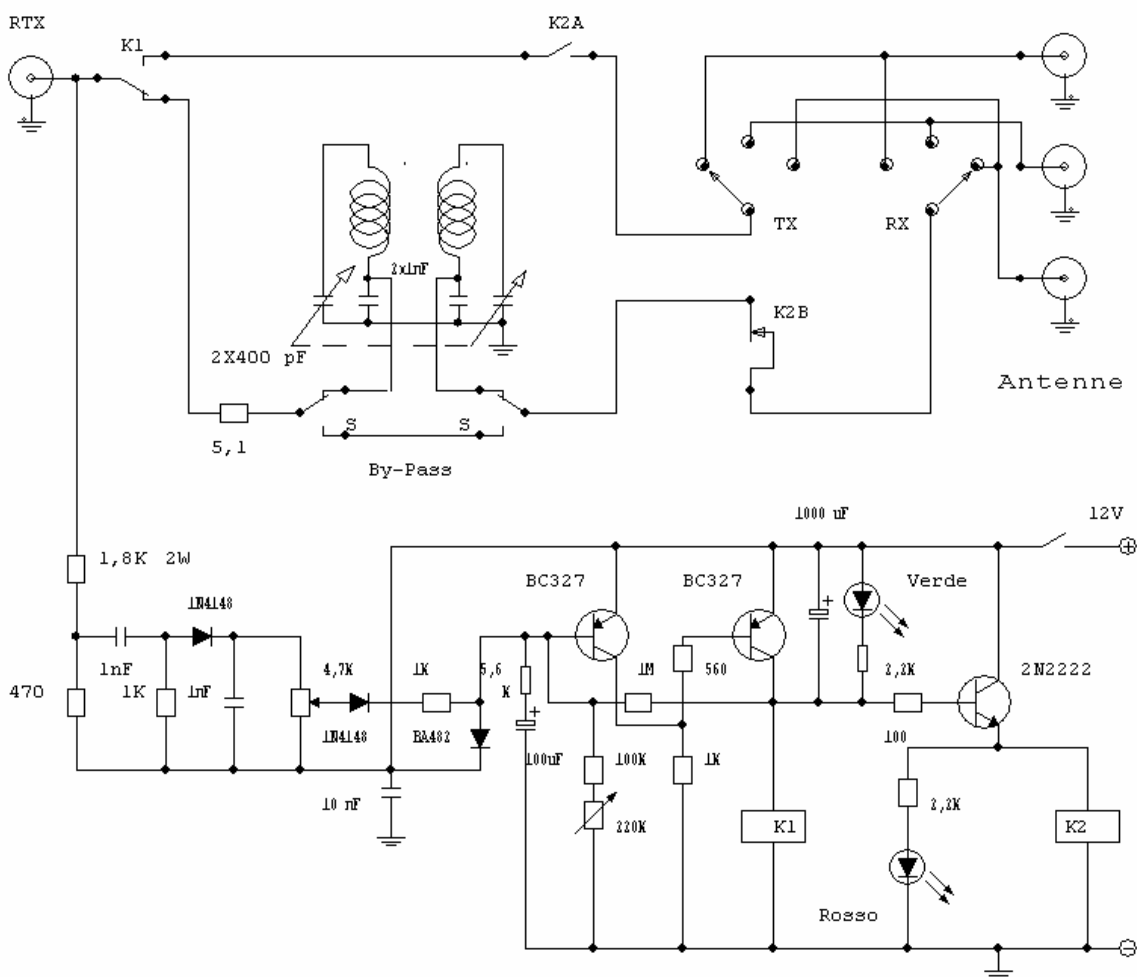 RTX
K1
K2A
TX
RX
2x1nF
K2B
2X400 pF
Antenne
5,1
S
S
By-Pass
1000 uF
12V
1,8K 2W
BC327
BC327
Verde
1N4148
1nF
4,7K
1K
5,6
K
1M
560
2,2K
2N2222
470
1K
1nF
1N4148
BA482
100uF
100K
1K
100
10 nF
220K
K1
2,2K
K2
Rosso